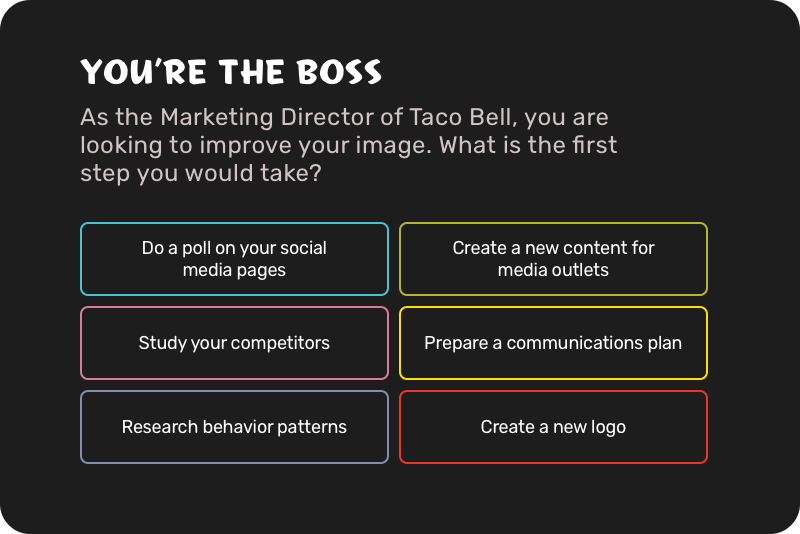 YOU'RE THE BOSS
As the Marketing Director of Taco Bell, you are
looking to improve your image. What is the first
step you would take?
Do a poll on your social
media pages
Create a new content for
media outlets
Study your competitors
Prepare a communications plan
Research behavior patterns
Create a new logo